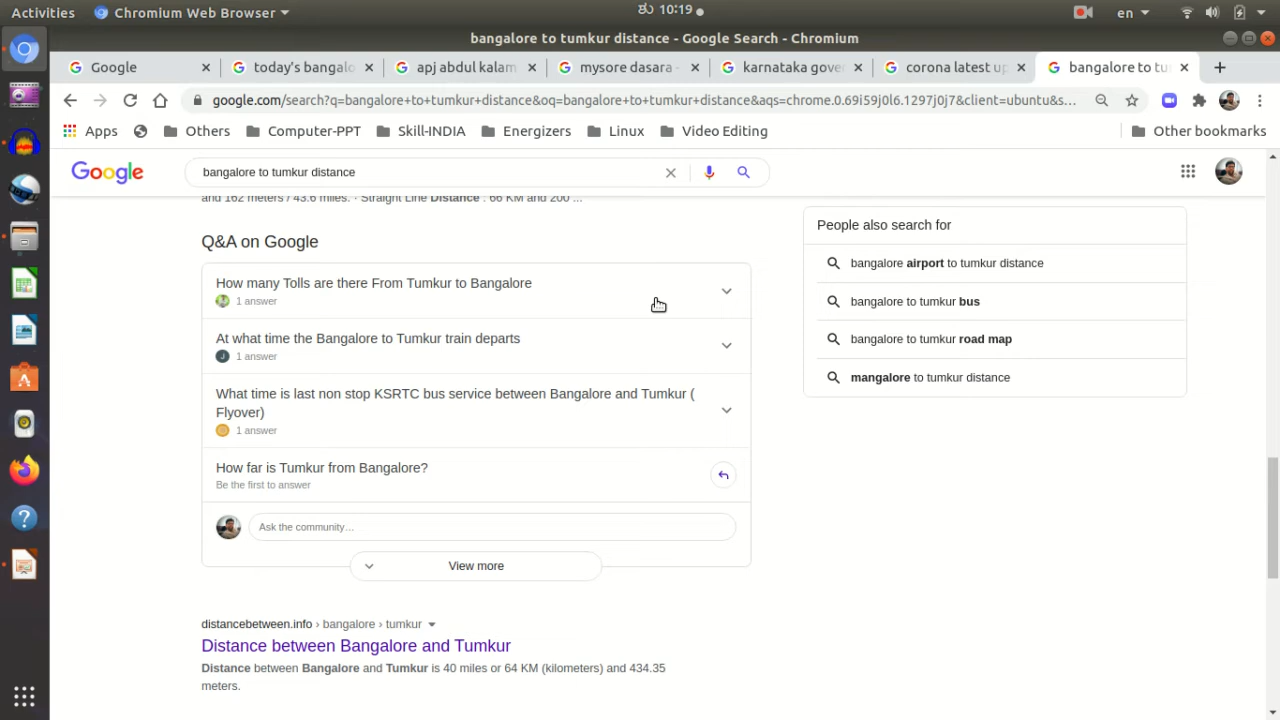 Activities
Chromium Web Browser
ಶನಿ 10:19
en
bangalore to tumkur distance - Google Search - Chromium
Google
today's bangalo
apj abdul kalam
mysore dasara -
karnataka gove
corona latest up
bangalore to tu
google.com/search?q=bangalore+to+tumkur+distance&oq=bangalore+to+tumkur+distance&aqs=chrome.0.69i59j0l6.1297j0j7&client=ubuntu&s...
Apps
Others
Computer-PPT
Skill-INDIA
Energizers
Linux
Video Editing
Other bookmarks
Google
bangalore to tumkur distance
and 162 meters / 43.6 miles. · Straight Line Distance : 66 KM and 200 ...
Q&A on Google
How many Tolls are there From Tumkur to Bangalore
1 answer
At what time the Bangalore to Tumkur train departs
J
1 answer
What time is last non stop KSRTC bus service between Bangalore and Tumkur (
Flyover)
1 answer
How far is Tumkur from Bangalore?
Be the first to answer
Ask the community...
View more
distancebetween.info › bangalore › tumkur
Distance between Bangalore and Tumkur
Distance between Bangalore and Tumkur is 40 miles or 64 KM (kilometers) and 434.35
meters.
People also search for
bangalore airport to tumkur distance
bangalore to tumkur bus
bangalore to tumkur road map
mangalore to tumkur distance